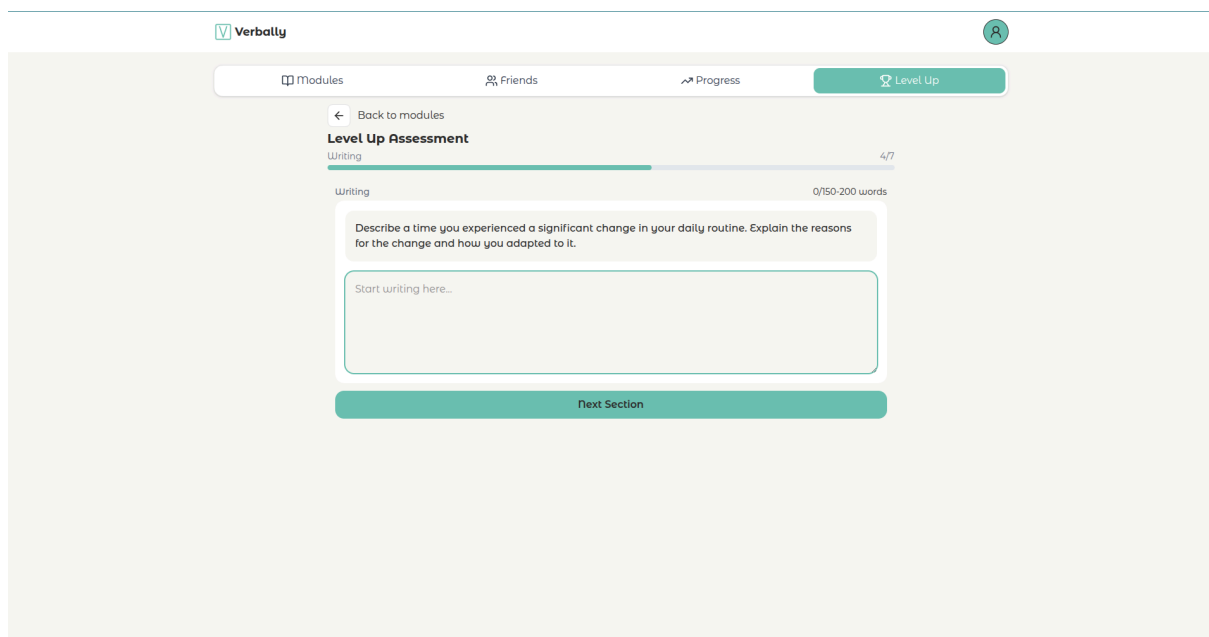 V Verbally
Modules Friends Progress Level Up
Back to modules
Level Up Assessment
Writing 4/7
Writing 0/150-200 words
Describe a time you experienced a significant change in your daily routine. Explain the reasons
for the change and how you adapted to it.
Start writing here...
Next Section